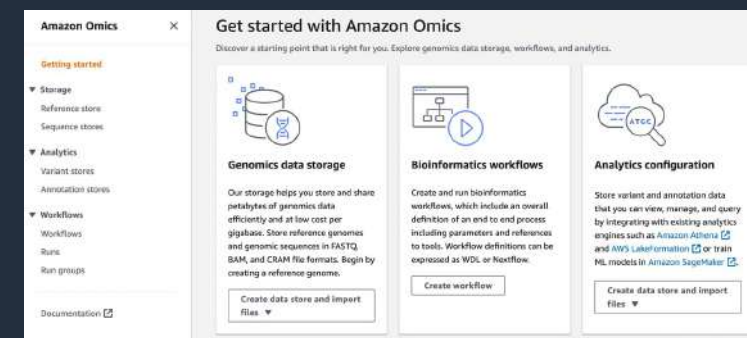 Amazon Omics
Getting started
Storage
Reference store
Sequence stores
Analytics
Variant stores
Annotation stores
Workflows
Workflows
Runs
Run groups
Documentation
Get started with Amazon Omics
Discover a starting point that is right for you. Explore genomics data storage, workflows, and analytics.
Genomics data storage
Our storage helps you store and share
petabytes of genomics data
efficiently and at low cost per
gigabase. Store reference genomes
and genomic sequences in FASTQ,
BAM, and CRAM file formats. Begin by
creating a reference genome.
Create data store and import
files
Bioinformatics workflows
Create and run bioinformatics
workflows, which include an overall
definition of an end to end process
including parameters and references
to tools. Workflow definitions can be
expressed as WDL or Nextflow.
Create workflow
ATGC
Analytics configuration
Store variant and annotation data
that you can view, manage, and query
by integrating with existing analytics
engines such as Amazon Athena
and AWS LakeFormation or train
ML models in Amazon SageMaker.
Create data store and import
files